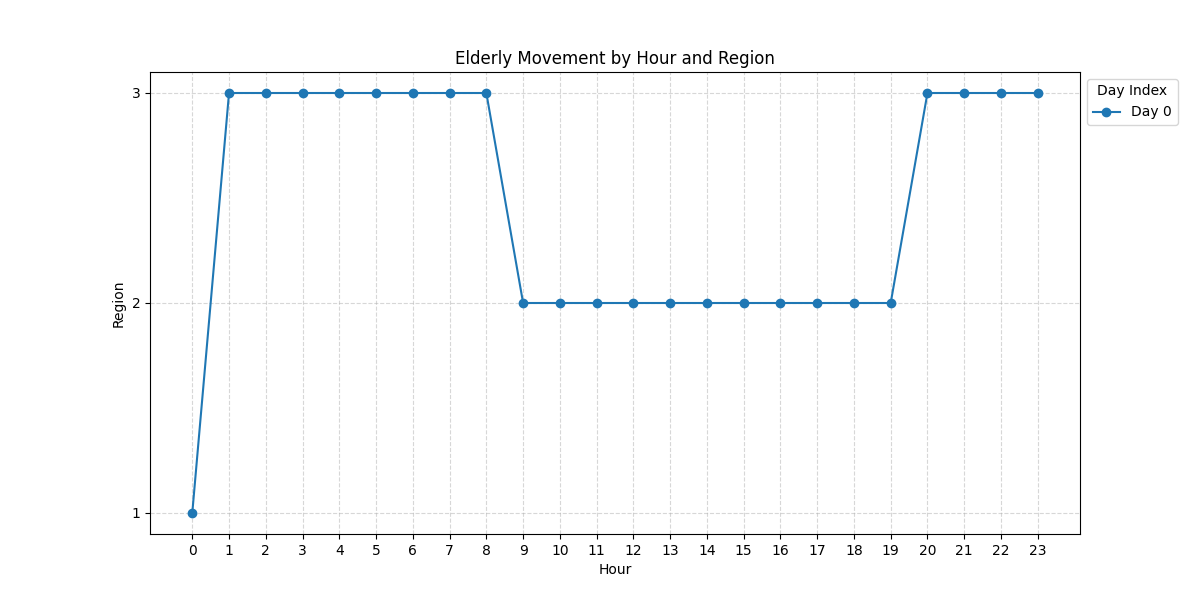 Elderly Movement by Hour and Region
Day Index
Day 0
3
2
1
Region
0 1 2 3 4 5 6 7 8 9 10 11 12 13 14 15 16 17 18 19 20 21 22 23
Hour